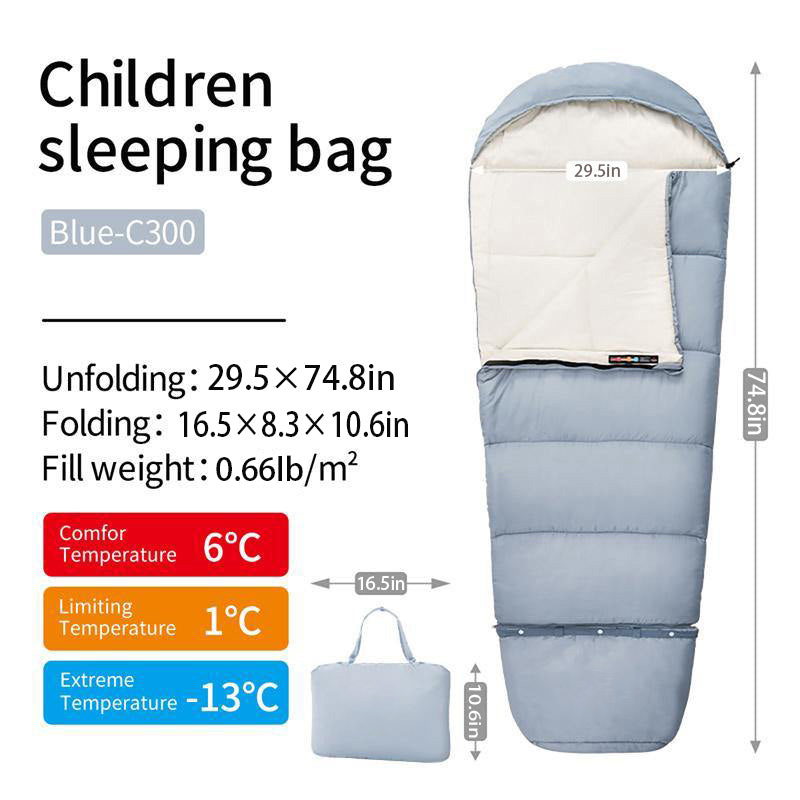 Children
sleeping bag
Blue-C300
Unfolding: 29.5×74.8in
Folding: 16.5×8.3×10.6in
Fill weight: 0.66lb/m²
Comfor
Temperature 6°C
Limiting
Temperature 1°C
Extreme
Temperature -13°C
29.5in
74.8in
16.5in
10.6in